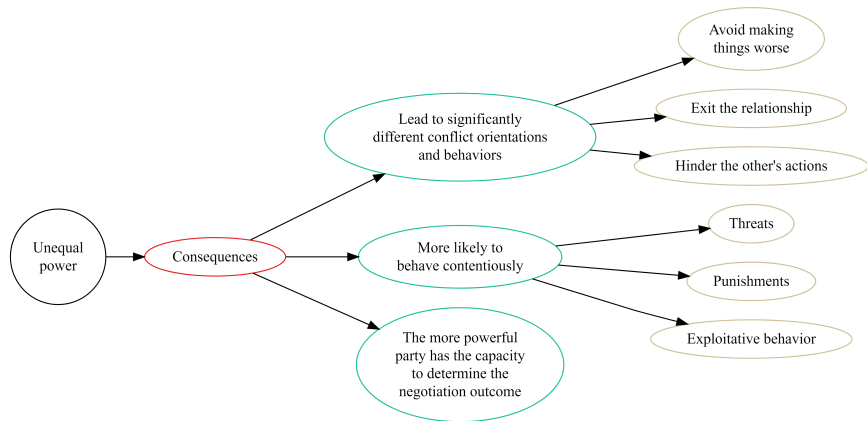 Unequal
power
Consequences
Lead to significantly
different conflict orientations
and behaviors
Avoid making
things worse
Exit the relationship
Hinder the other's actions
More likely to
behave contentiously
Threats
Punishments
Exploitative behavior
The more powerful
party has the capacity
to determine the
negotiation outcome